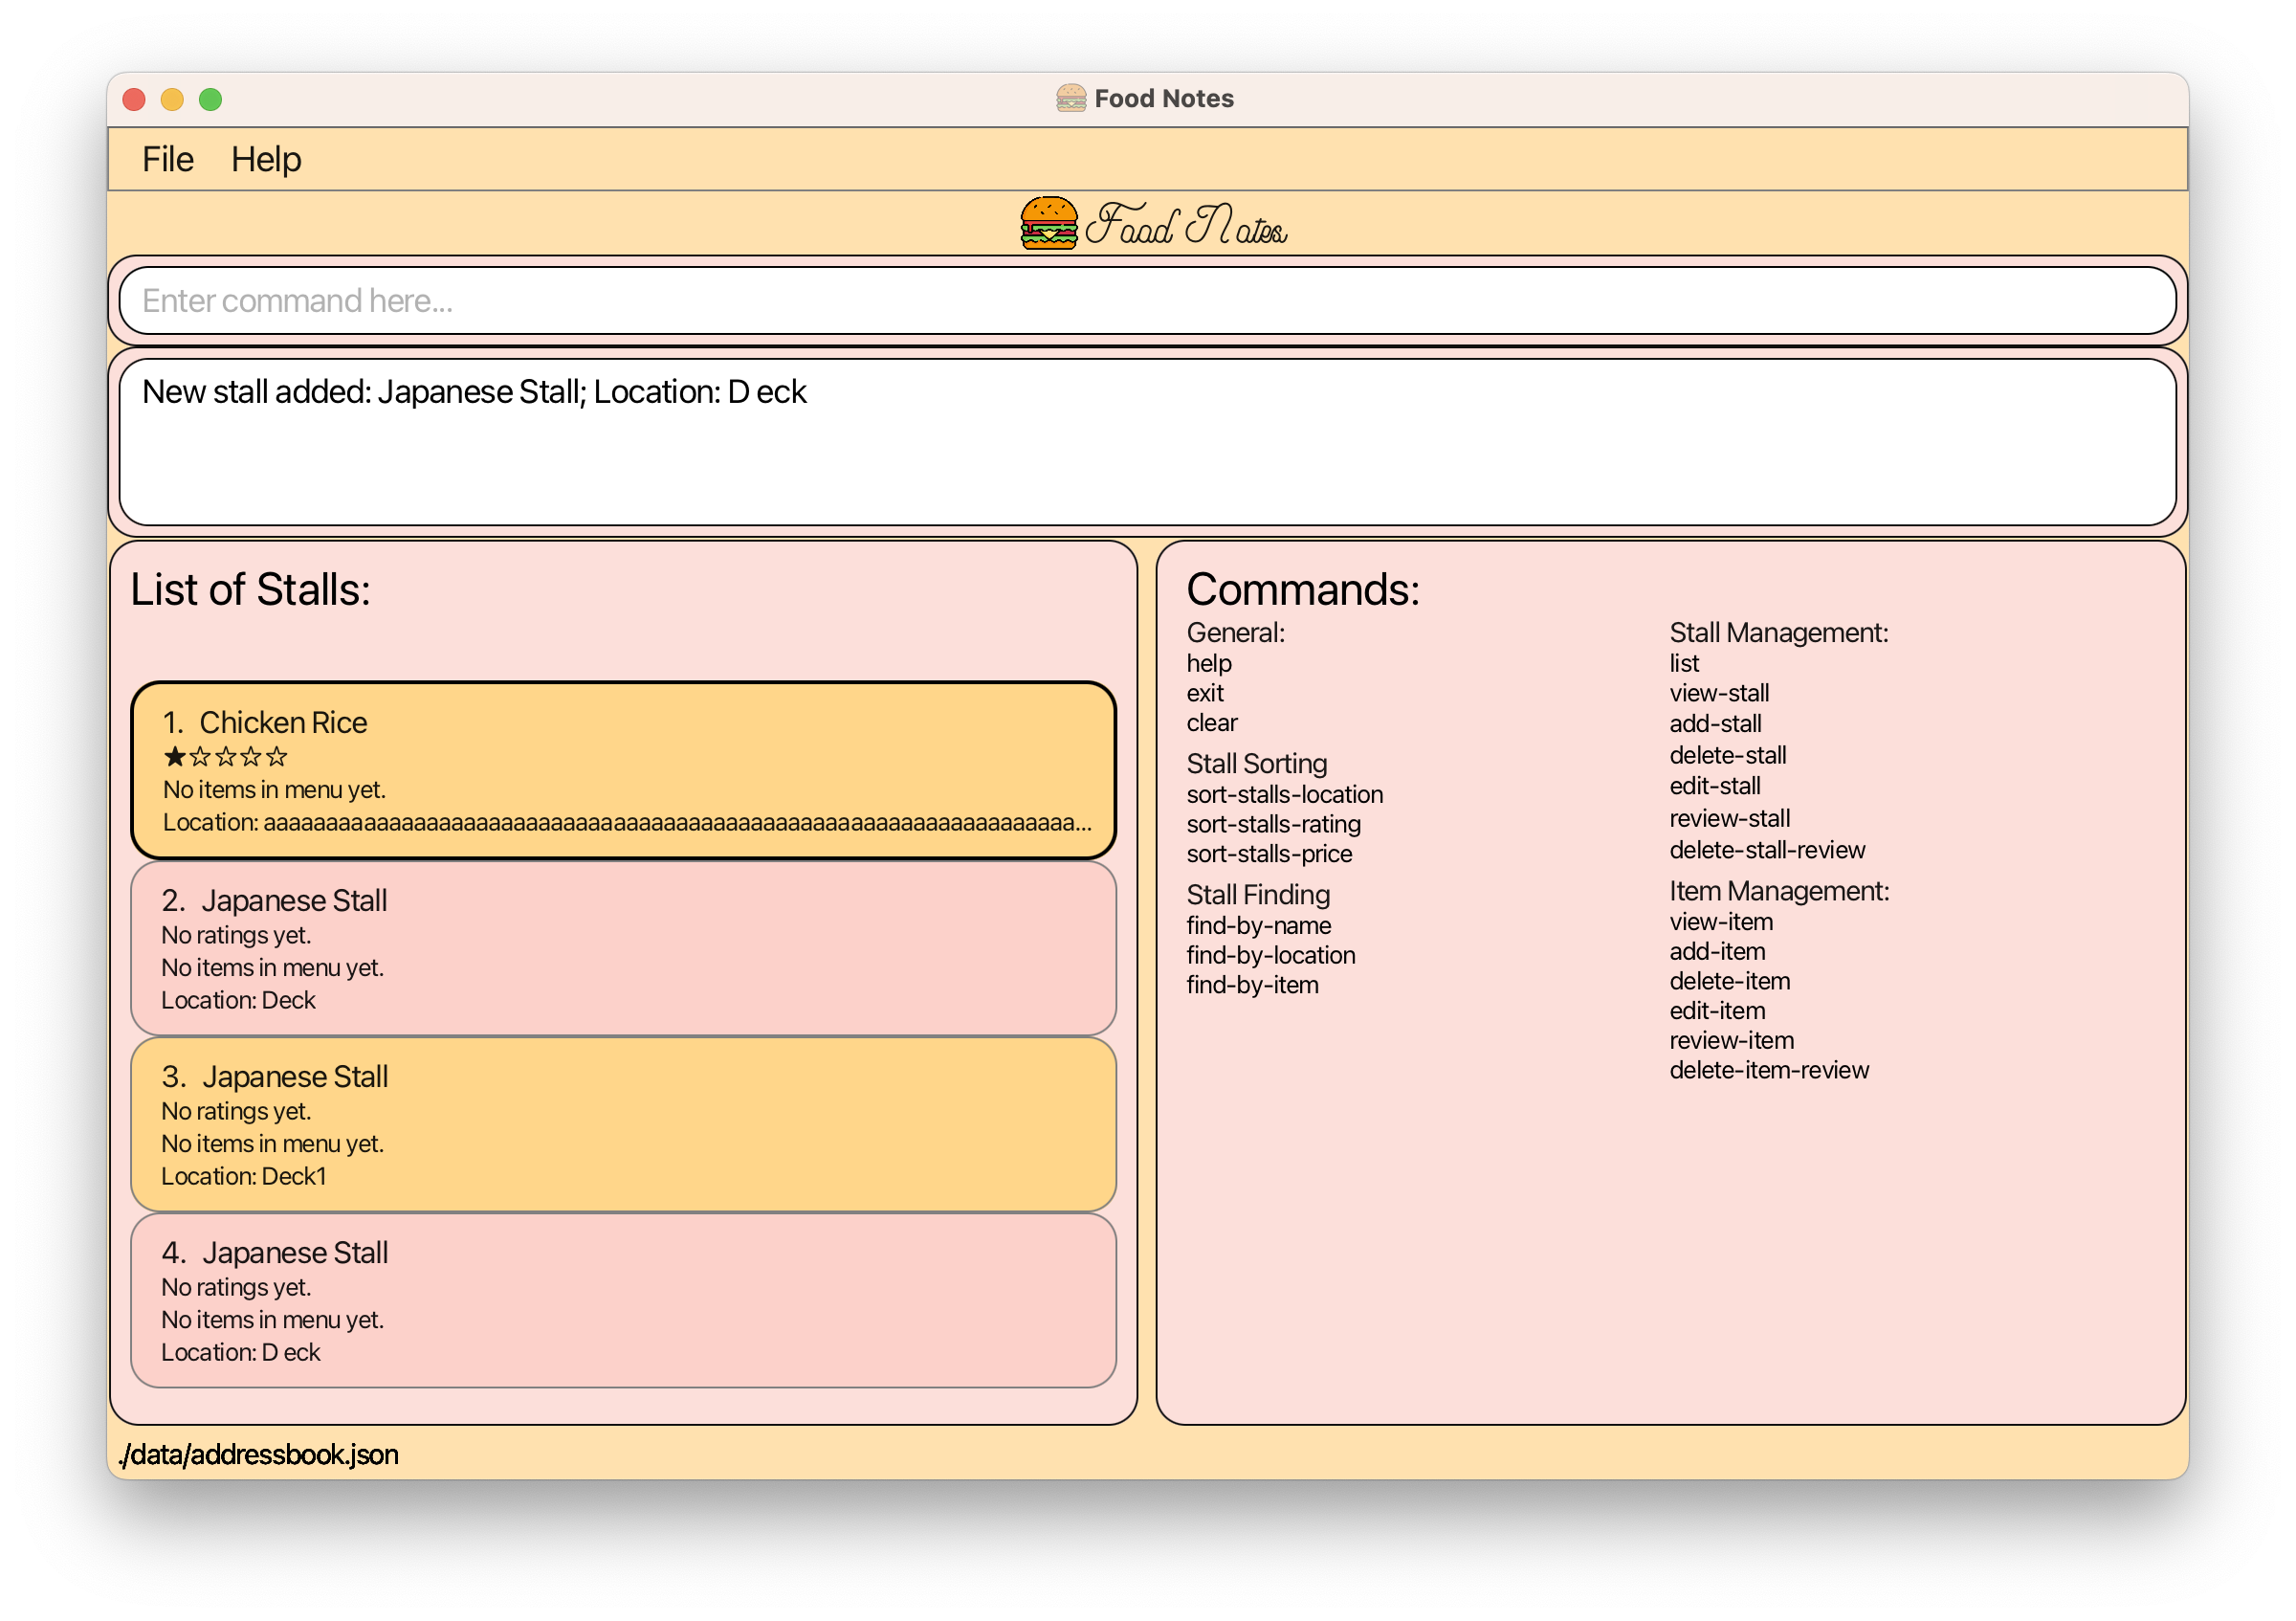 Food Notes
File Help
Food Notes
Enter command here...
New stall added: Japanese Stall; Location: D eck
List of Stalls:
1. Chicken Rice
★☆☆☆☆
No items in menu yet.
Location: aaaaaaaaaaaaaaaaaaaaaaaaaaaaaaaaaaaaaaaaaaaaaaaaaaaaaaaaaaaaaaaaa...
2. Japanese Stall
No ratings yet.
No items in menu yet.
Location: Deck
3. Japanese Stall
No ratings yet.
No items in menu yet.
Location: Deck1
4. Japanese Stall
No ratings yet.
No items in menu yet.
Location: D eck
Commands:
General:
help
exit
clear
Stall Sorting
sort-stalls-location
sort-stalls-rating
sort-stalls-price
Stall Finding
find-by-name
find-by-location
find-by-item
Stall Management:
list
view-stall
add-stall
delete-stall
edit-stall
review-stall
delete-stall-review
Item Management:
view-item
add-item
delete-item
edit-item
review-item
delete-item-review
./data/addressbook.json